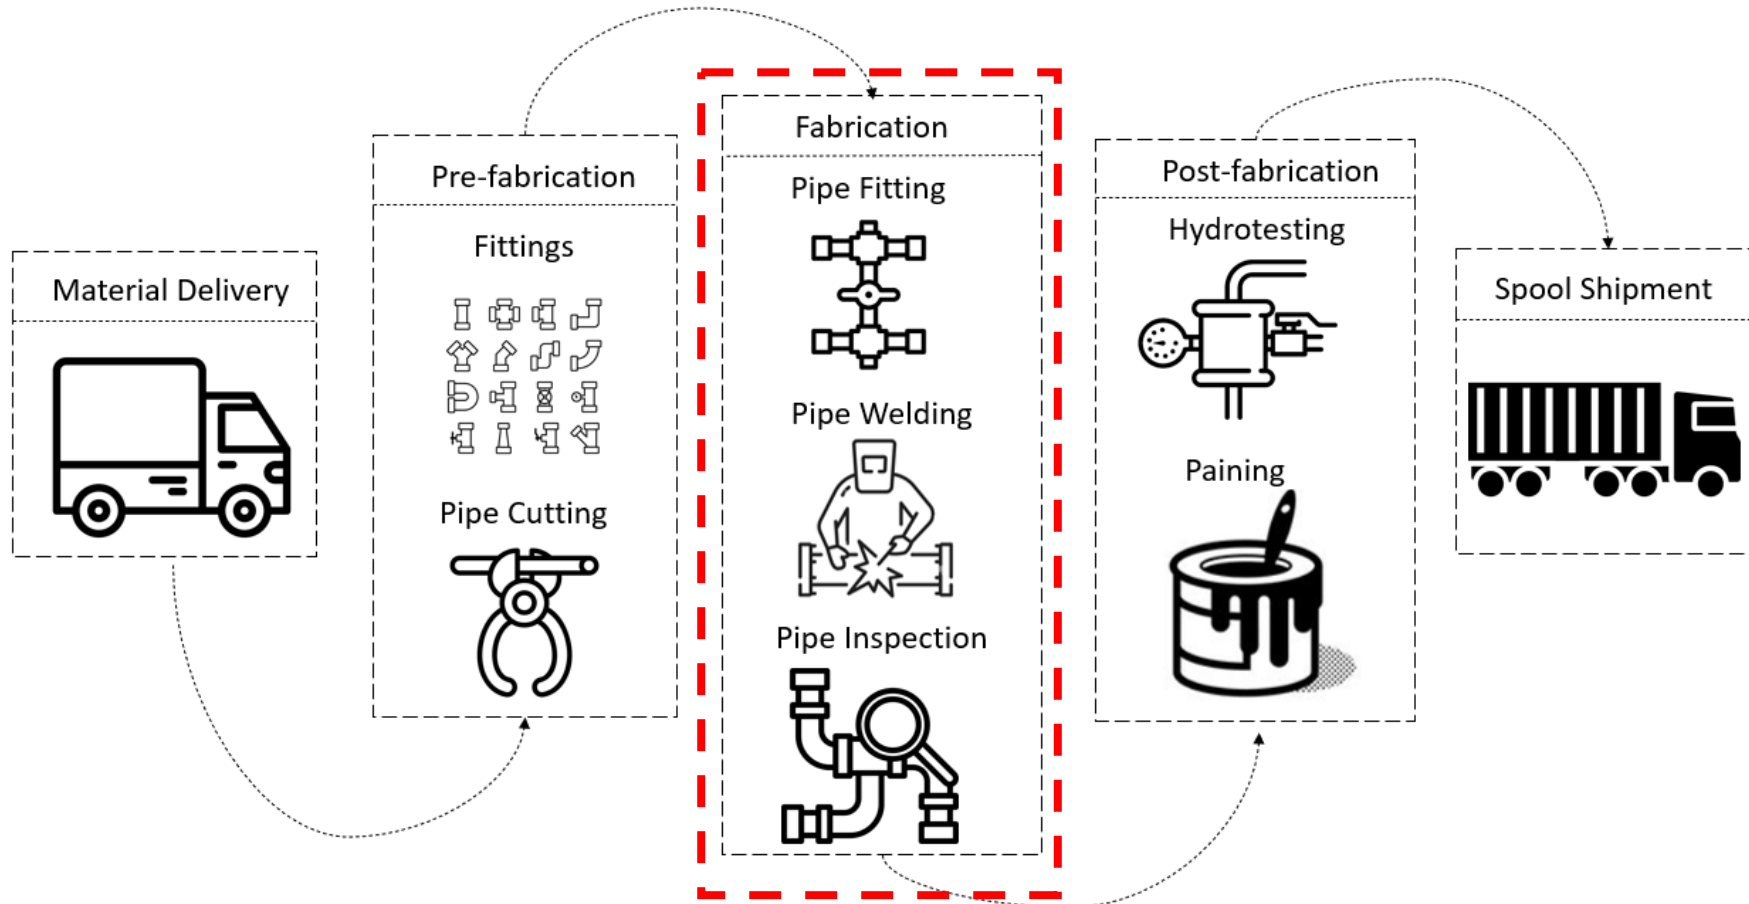 Material Delivery
Pre-fabrication
Fittings
Pipe Cutting
Fabrication
Pipe Fitting
Pipe Welding
Pipe Inspection
Post-fabrication
Hydrotesting
Paining
Spool Shipment